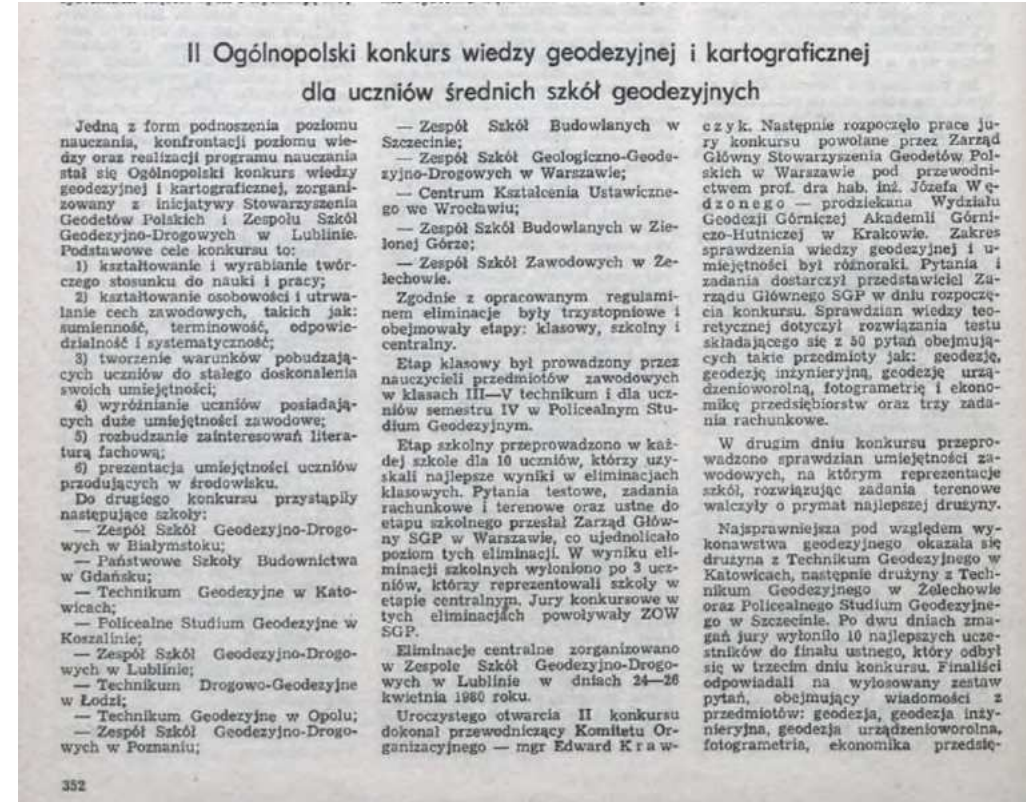 II Ogólnopolski konkurs wiedzy geodezyjnej i kartograficznej
dla uczniów średnich szkół geodezyjnych
Jedną z form podnoszenia poziomu
nauczania, konfrontacji poziomu wie-
dzy oraz realizacji programu nauczania
stał się Ogólnopolski konkurs wiedzy
geodezyjnej i kartograficznej, zorgani-
zowany z inicjatywy Stowarzyszenia
Geodetów Polskich i Zespołu Szkół
Geodezyjno-Drogowych w Lublinie.
Podstawowe cele konkursu to:
1) kształtowanie i wyrabianie twór-
czego stosunku do nauki i pracy;
2) kształtowanie osobowości i utrwa-
lanie cech zawodowych, takich jak:
sumienność, terminowość, odpowie-
dzialność i systematyczność;
3) tworzenie warunków pobudzają-
cych uczniów do stałego doskonalenia
swoich umiejętności;
4) wyróżnianie uczniów posiadają-
cych duże umiejętności zawodowe;
5) rozbudzanie zainteresowań litera-
turą fachową;
6) prezentacja umiejętności uczniów
przodujących w środowisku.
Do drugiego konkursu przystąpiły
następujące szkoły:
— Zespół Szkół Geodezyjno-Drogo-
wych w Białymstoku;
— Państwowe Szkoły Budownictwa
w Gdańsku;
— Technikum Geodezyjne w Kato-
wicach;
— Policealne Studium Geodezyjne w
Koszalinie;
— Zespół Szkół Geodezyjno-Drogo-
wych w Lublinie;
— Technikum Drogowo-Geodezyjne
w Łodzi;
— Technikum Geodezyjne w Opolu;
— Zespół Szkół Geodezyjno-Drogo-
wych w Poznaniu;
— Zespół Szkół Budowlanych w
Szczecinie;
— Zespół Szkół Geologiczno-Geode-
zyjno-Drogowych w Warszawie;
— Centrum Kształcenia Ustawiczne-
go we Wrocławiu;
— Zespół Szkół Budowlanych w Zie-
lonej Górze;
— Zespół Szkół Zawodowych w Że-
lechowie.
Zgodnie z opracowanym regulami-
nem eliminacje były trzystopniowe i
obejmowały etapy: klasowy, szkolny i
centralny.
Etap klasowy był prowadzony przez
nauczycieli przedmiotów zawodowych
w klasach III—V technikum i dla ucz-
niów semestru IV w Policealnym Stu-
dium Geodezyjnym.
Etap szkolny przeprowadzono w każ-
dej szkole dla 10 uczniów, którzy uzy-
skali najlepsze wyniki w eliminacjach
klasowych. Pytania testowe, zadania
rachunkowe i terenowe oraz ustne do
etapu szkolnego przesłał Zarząd Głów-
ny SGP w Warszawie, co ujednolicało
poziom tych eliminacji. W wyniku eli-
minacji szkolnych wyłoniono po 3 ucz-
niów, którzy reprezentowali szkoły w
etapie centralnym. Jury konkursowe w
tych eliminacjach powoływały ZOW
SGP.
Eliminacje centralne zorganizowano
w Zespole Szkół Geodezyjno-Drogo-
wych w Lublinie w dniach 24—26
kwietnia 1980 roku.
Uroczystego otwarcia II konkursu
dokonał przewodniczący Komitetu Or-
ganizacyjnego — mgr Edward Kraw-
czyk. Następnie rozpoczęło prace ju-
ry konkursu powołane przez Zarząd
Główny Stowarzyszenia Geodetów Pol-
skich w Warszawie pod przewodni-
ctwem prof. dra hab. inż. Józefa Wę-
dzonego — prodziekana Wydziału
Geodezji Górniczej Akademii Górni-
czo-Hutniczej w Krakowie. Zakres
sprawdzenia wiedzy geodezyjnej i u-
miejętności był różnoraki. Pytania i
zadania dostarczył przedstawiciel Za-
rządu Głównego SGP w dniu rozpoczę-
cia konkursu. Sprawdzian wiedzy teo-
retycznej dotyczył rozwiązania testu
składającego się z 50 pytań obejmują-
cych takie przedmioty jak: geodezję,
geodezję inżynieryjną, geodezję urzą-
dzenioworolną, fotogrametrię i ekono-
mikę przedsiębiorstw oraz trzy zada-
nia rachunkowe.
W drugim dniu konkursu przepro-
wadzono sprawdzian umiejętności za-
wodowych, na którym reprezentacje
szkół, rozwiązując zadania terenowe
walczyły o prymat najlepszej drużyny.
Najsprawniejsza pod względem wy-
konawstwa geodezyjnego okazała się
drużyna z Technikum Geodezyjnego w
Katowicach, następnie drużyny z Tech-
nikum Geodezyjnego w Żelechowie
oraz Policealnego Studium Geodezyjne-
go w Szczecinie. Po dwu dniach zma-
gań jury wyłoniło 10 najlepszych ucze-
stników do finału ustnego, który odbył
się w trzecim dniu konkursu. Finaliści
odpowiadali na wylosowany zestaw
pytań, obejmujący wiadomości z
przedmiotów: geodezja, geodezja inży-
nieryjna, geodezja urządzenioworolna,
fotogrametria, ekonomika przedsię-
352